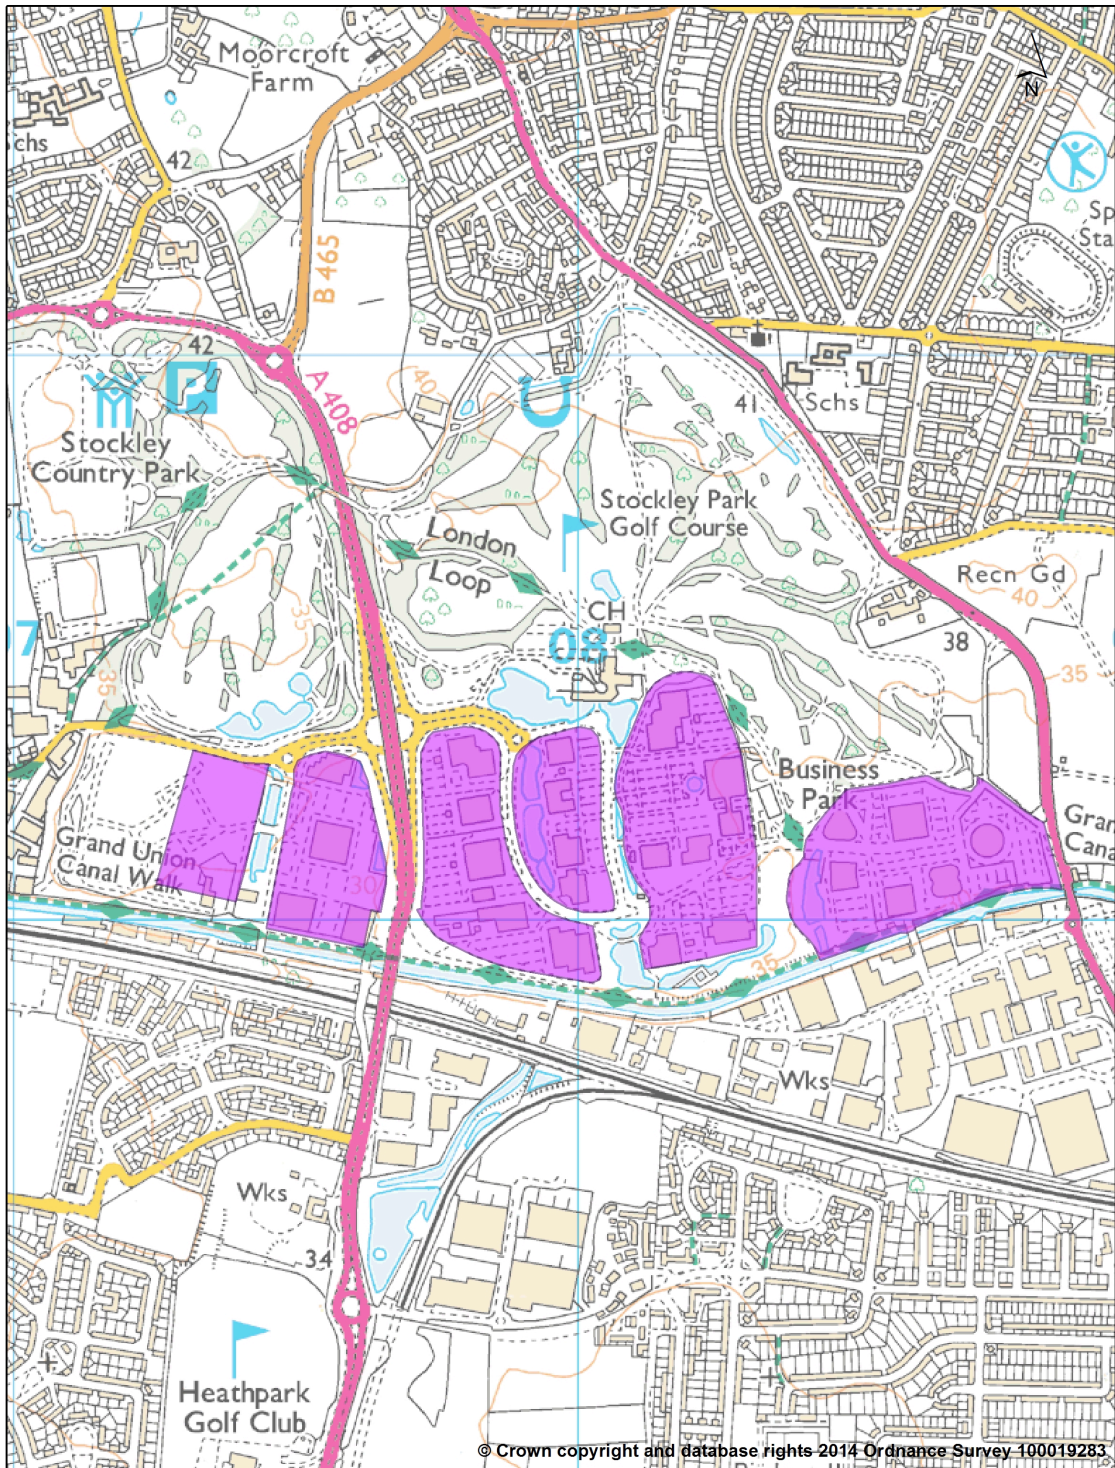 Moorcroft
Farm
N
42
B 465
42
A 408
40
41
Schs
Stockley
Country Park
Stockley Park
Golf Course
London
Loop
Recn Gd
40
CH
08
38
35
35
35
Business
Park
Grand Union
Canal Walk
30
35
Wks
Wks
34
Heathpark
Golf Club
© Crown copyright and database rights 2014 Ordnance Survey 100019283